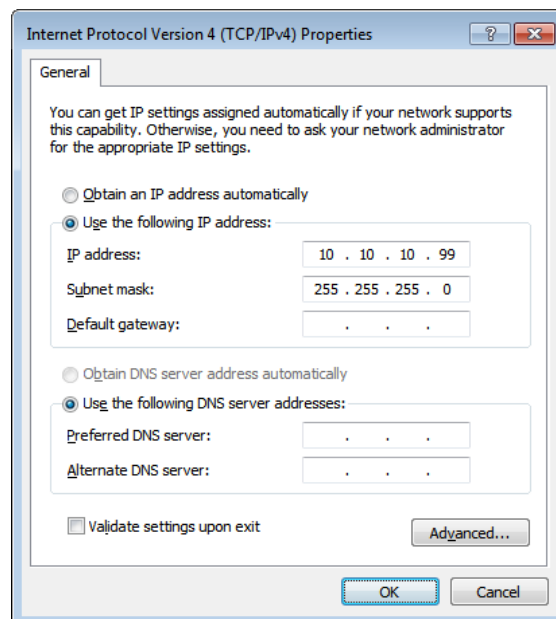 Internet Protocol Version 4 (TCP/IPv4) Properties
General
You can get IP settings assigned automatically if your network supports
this capability. Otherwise, you need to ask your network administrator
for the appropriate IP settings.
Obtain an IP address automatically
Use the following IP address:
IP address: 10 . 10 . 10 . 99
Subnet mask: 255 . 255 . 255 . 0
Default gateway: . . .
Obtain DNS server address automatically
Use the following DNS server addresses:
Preferred DNS server: . . .
Alternate DNS server: . . .
Validate settings upon exit
Advanced...
OK Cancel